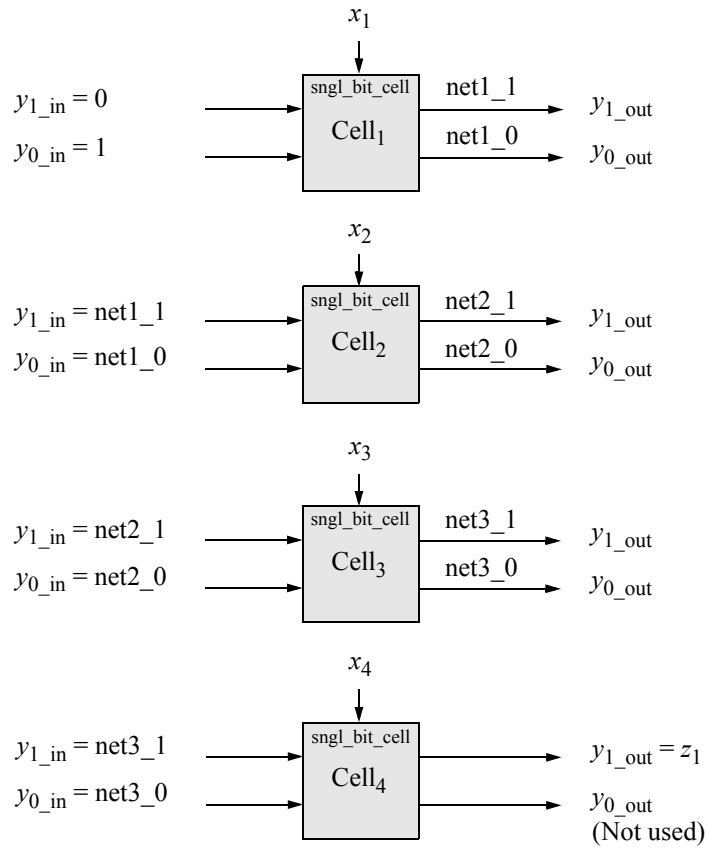 x1
y1_in = 0
sngl_bit_cell
net1_1
y1_out
Cell1
y0_in = 1
net1_0
y0_out
x2
y1_in = net1_1
sngl_bit_cell
net2_1
y1_out
Cell2
y0_in = net1_0
net2_0
y0_out
x3
y1_in = net2_1
sngl_bit_cell
net3_1
y1_out
Cell3
y0_in = net2_0
net3_0
y0_out
x4
y1_in = net3_1
sngl_bit_cell
y1_out = z1
Cell4
y0_in = net3_0
y0_out
(Not used)